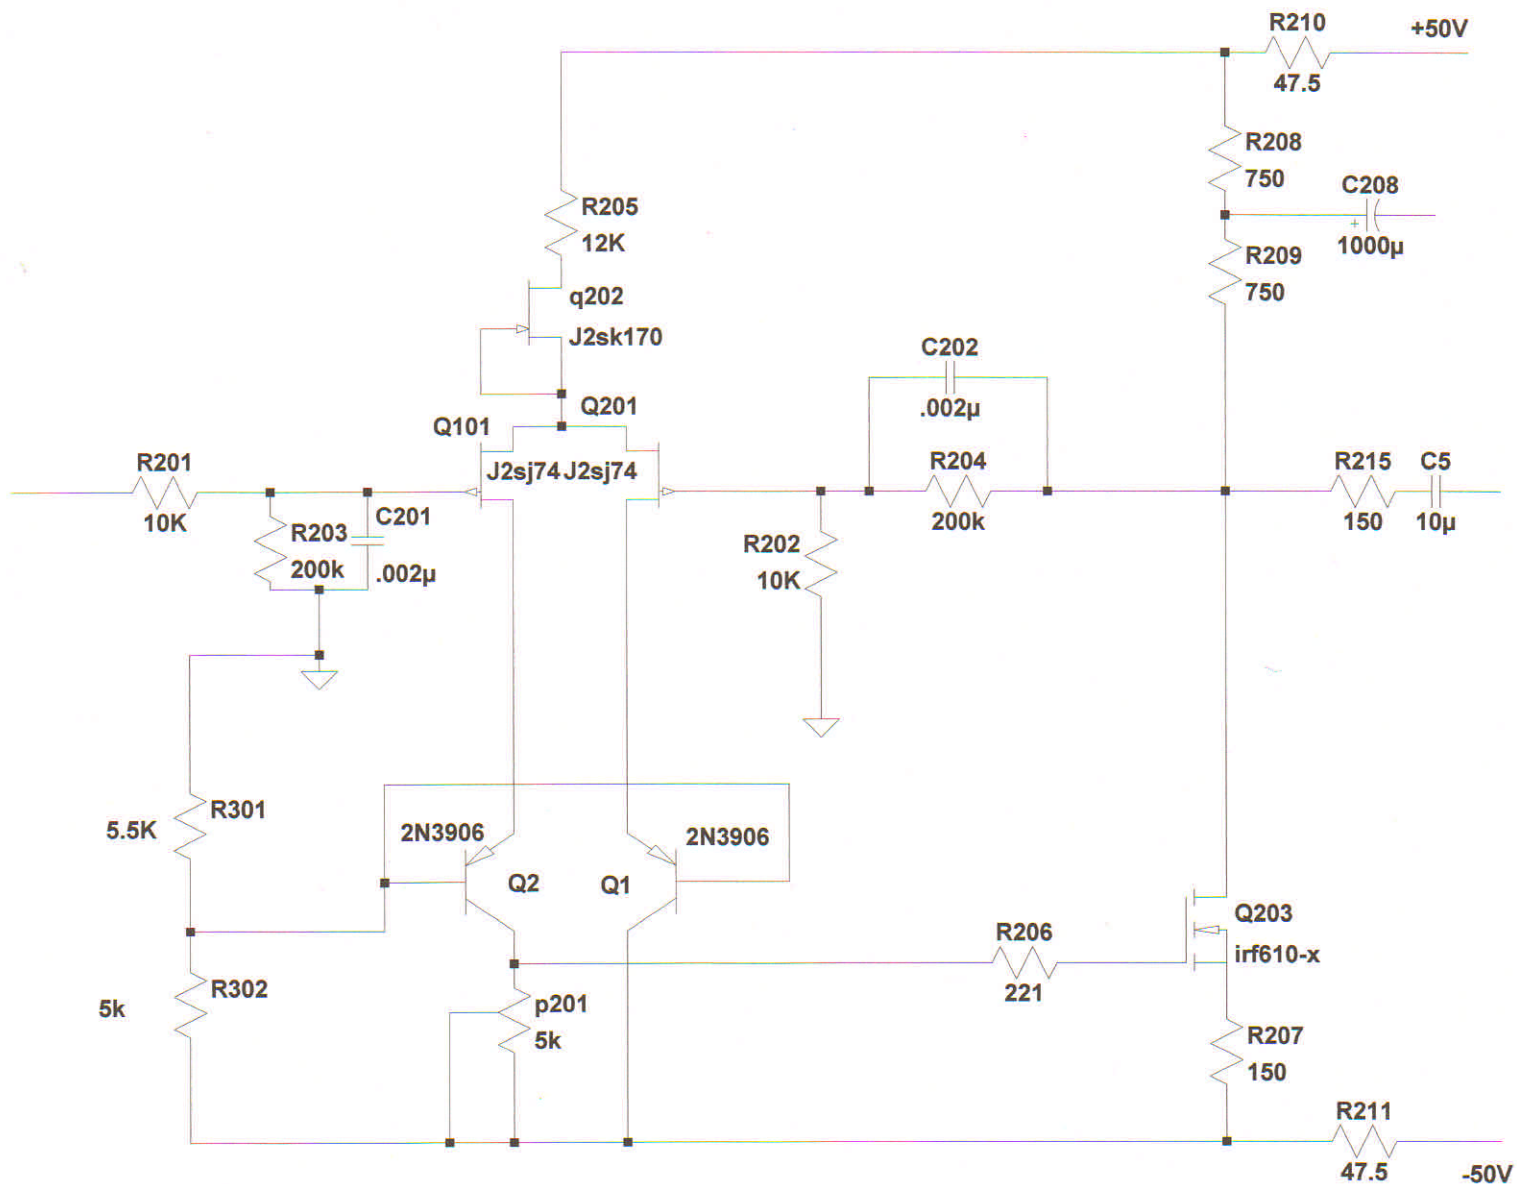 R210
+50V
47.5
R208
750
C208
+
1000µ
R205
12K
R209
750
q202
J2sk170
C202
.002µ
Q201
Q101
J2sj74
J2sj74
R201
10K
R204
200k
R215
150
C5
10µ
C201
R203
200k
.002µ
R202
10K
R301
5.5K
2N3906
2N3906
Q2
Q1
Q203
irf610-x
R206
221
R302
5k
p201
5k
R207
150
R211
47.5
-50V